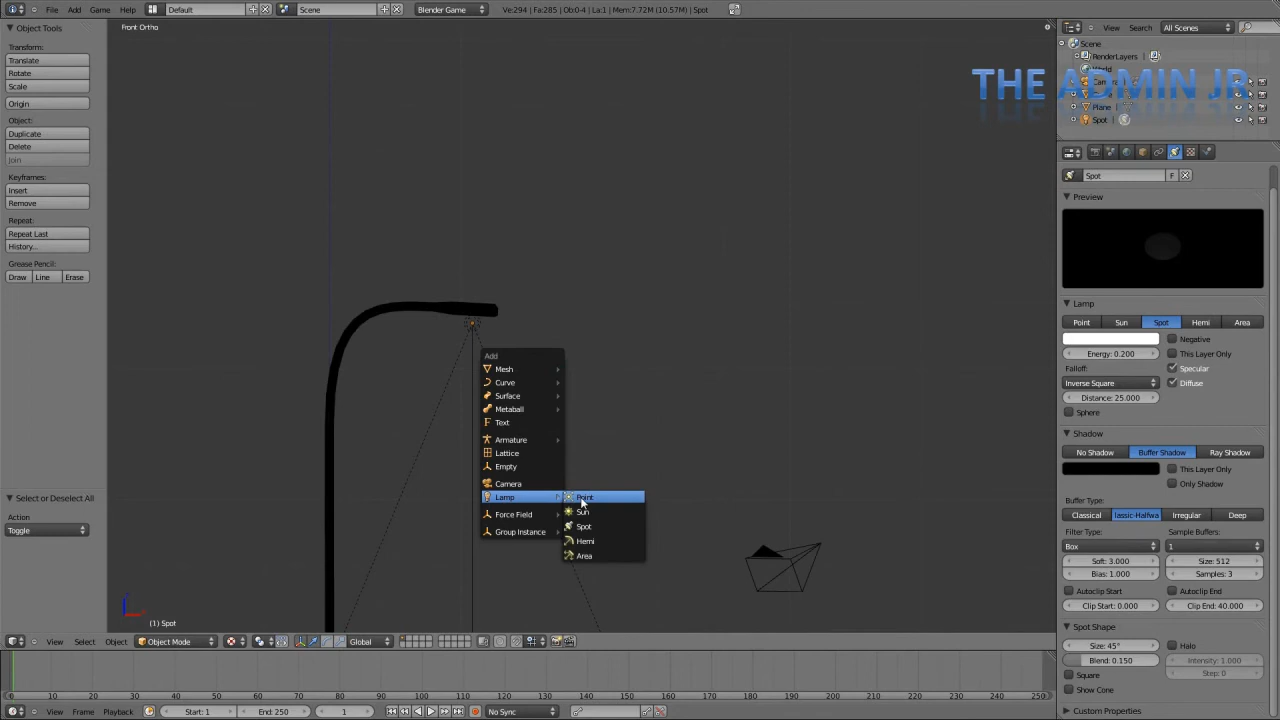 File Add Game Help Default Scene Blender Game Ve:294 | Fa:285 | Ob:0-4 | La:1 | Mem:7.72M (10.57M) | Spot
Object Tools
Transform:
Translate
Rotate
Scale
Origin
Object:
Duplicate
Delete
Join
Keyframes:
Insert
Remove
Repeat:
Repeat Last
History...
Grease Pencil:
Draw Line Erase
Select or Deselect All
Action
Toggle
Front Ortho
Add
Mesh
Curve
Surface
Metaball
Text
Armature
Lattice
Empty
Camera
Lamp
Force Field
Group Instance
Point
Sun
Spot
Hemi
Area
(1) Spot
View Select Object Object Mode Global
0 10 20 30 40 50 60 70 80 90 100 110 120 130 140 150 160 170 180 190 200 210 220 230 240 250
View Frame Playback Start: 1 End: 250 1 No Sync
View Search All Scenes
Scene
RenderLayers
World
Camera
THE ADMIN JR
Plane
Spot
Spot F
Preview
Lamp
Point Sun Spot Hemi Area
Negative
Energy: 0.200 This Layer Only
Falloff: Specular
Inverse Square Diffuse
Distance: 25.000
Sphere
Shadow
No Shadow Buffer Shadow Ray Shadow
This Layer Only
Only Shadow
Buffer Type:
Classical lassic-Halfwa Irregular Deep
Filter Type: Sample Buffers:
Box 1
Soft: 3.000 Size: 512
Bias: 1.000 Samples: 3
Autoclip Start Autoclip End
Clip Start: 0.000 Clip End: 40.000
Spot Shape
Size: 45° Halo
Blend: 0.150 Intensity: 1.000
Square Step: 0
Show Cone
Custom Properties